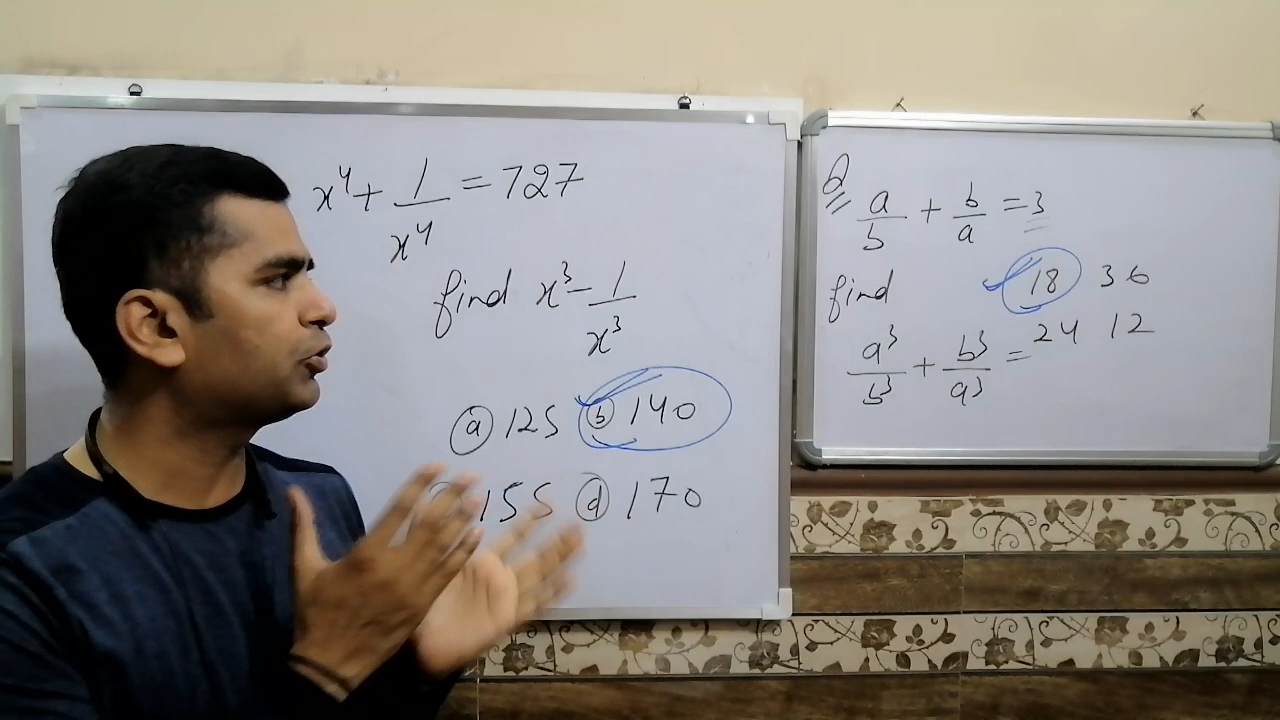 x⁴ + 1/x⁴ = 727
find x³ - 1/x³
ⓐ 125 ⓑ 140
155 ⓓ 170
Q
a/b + b/a = 3
find 18 36
a³/b³ + b³/a³ = 24 12